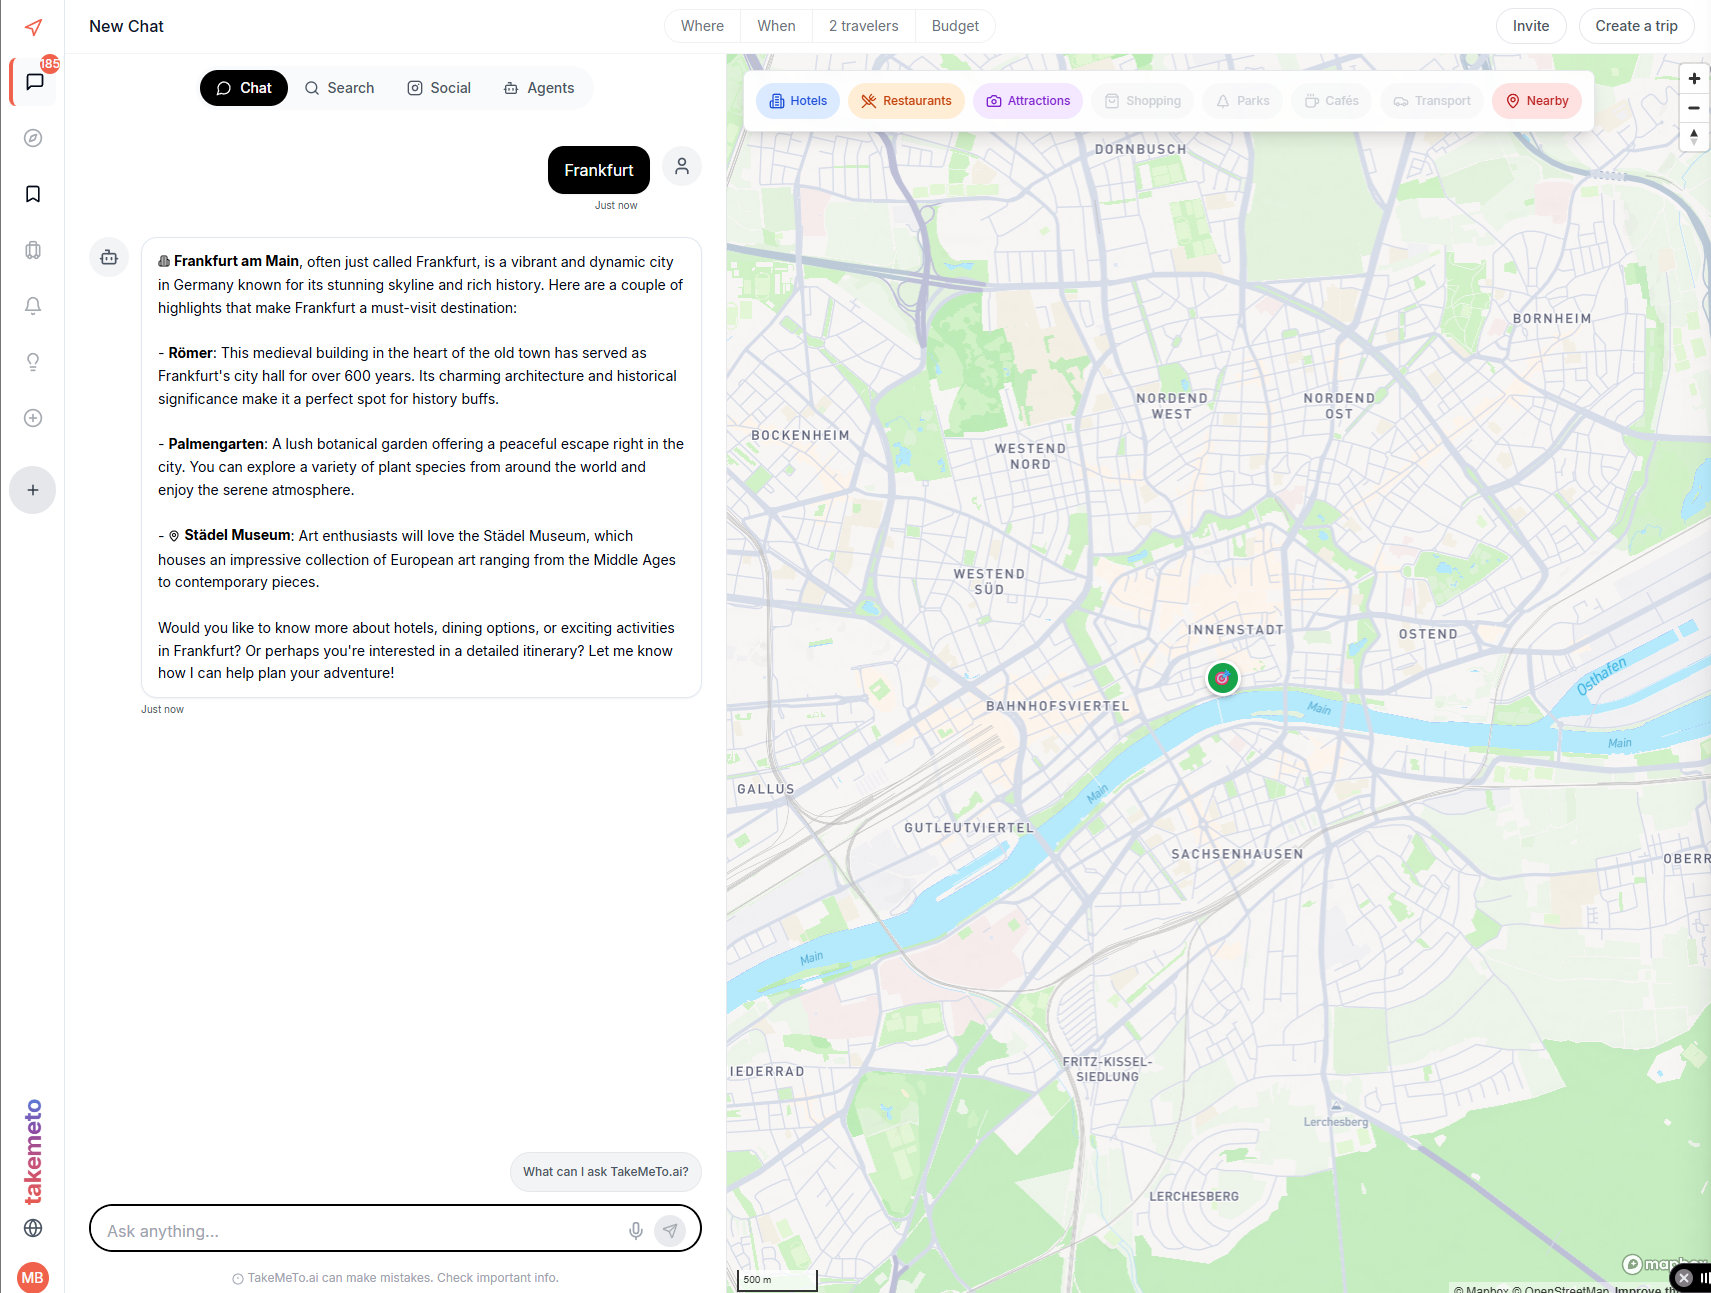 New Chat
Where
When
2 travelers
Budget
Invite
Create a trip
185
Chat
Search
Social
Agents
Hotels
Restaurants
Attractions
Shopping
Parks
Cafés
Transport
Nearby
Frankfurt
Just now
Frankfurt am Main, often just called Frankfurt, is a vibrant and dynamic city
in Germany known for its stunning skyline and rich history. Here are a couple of
highlights that make Frankfurt a must-visit destination:
- Römer: This medieval building in the heart of the old town has served as
Frankfurt's city hall for over 600 years. Its charming architecture and historical
significance make it a perfect spot for history buffs.
- Palmengarten: A lush botanical garden offering a peaceful escape right in the
city. You can explore a variety of plant species from around the world and
enjoy the serene atmosphere.
- Städel Museum: Art enthusiasts will love the Städel Museum, which
houses an impressive collection of European art ranging from the Middle Ages
to contemporary pieces.
Would you like to know more about hotels, dining options, or exciting activities
in Frankfurt? Or perhaps you're interested in a detailed itinerary? Let me know
how I can help plan your adventure!
Just now
What can I ask TakeMeTo.ai?
Ask anything...
TakeMeTo.ai can make mistakes. Check important info.
takemeto
MB
DORNBUSCH
BORNHEIM
NORDEND
WEST
NORDEND
OST
BOCKENHEIM
WESTEND
NORD
WESTEND
SÜD
INNENSTADT
OSTEND
Osthafen
BAHNHOFSVIERTEL
Main
Main
GALLUS
Main
GUTLEUTVIERTEL
SACHSENHAUSEN
OBERR
Main
FRITZ-KISSEL-
SIEDLUNG
IEDERRAD
Lerchesberg
LERCHESBERG
500 m
mapbox
© Mapbox © OpenStreetMap Improve th